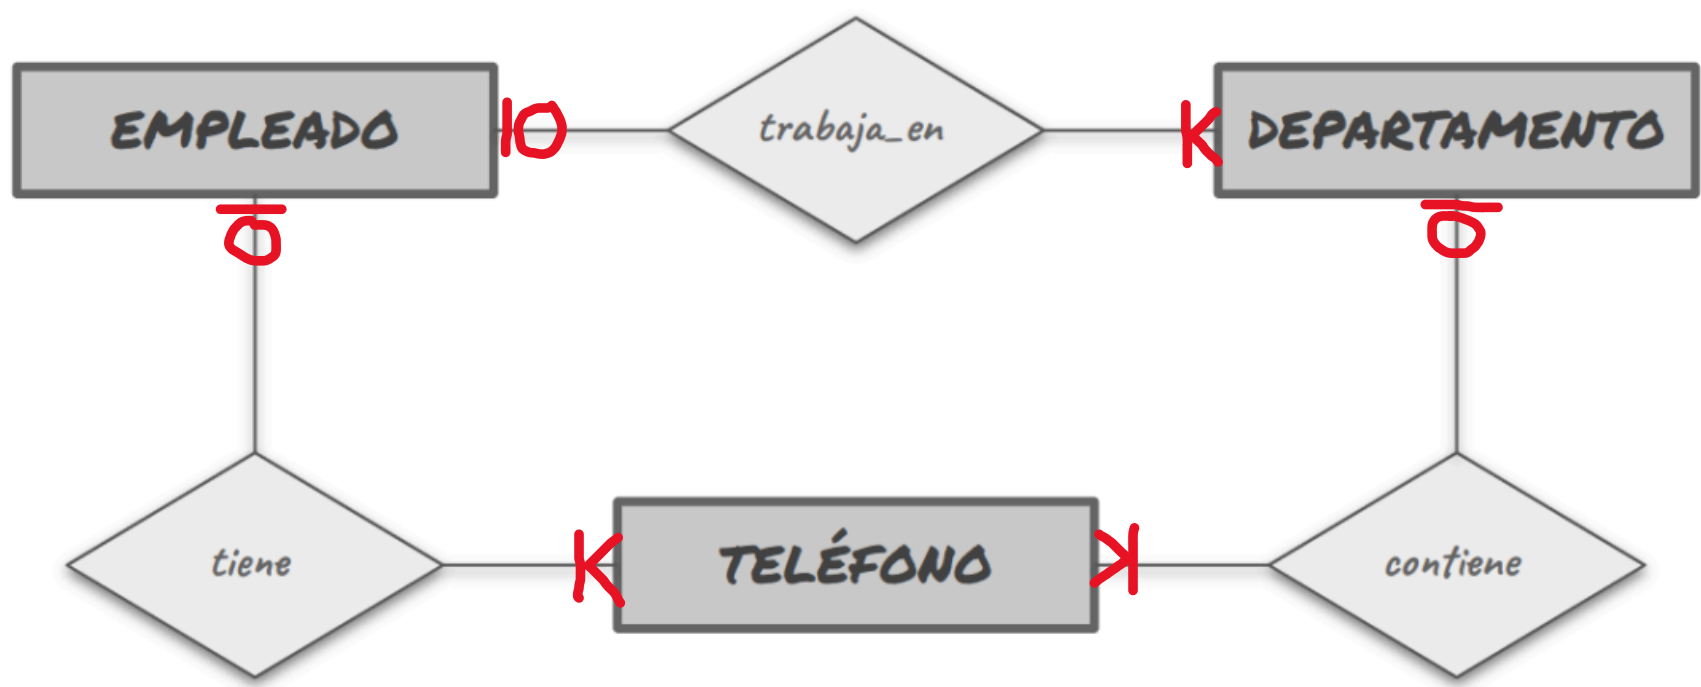 EMPLEADO
trabaja_en
DEPARTAMENTO
tiene
TELÉFONO
contiene